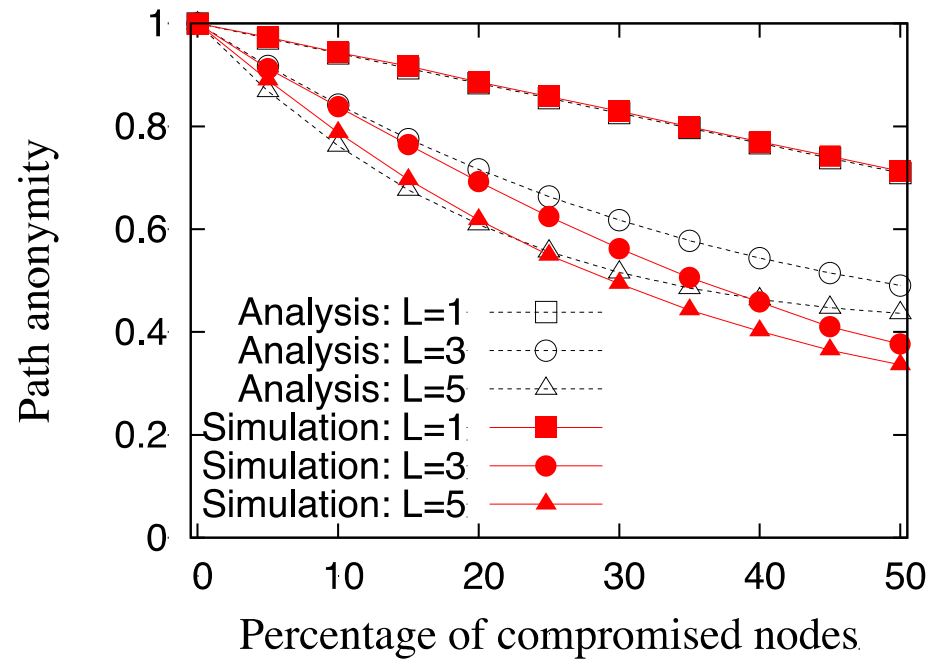 1
0.8
0.6
0.4
0.2
0
Path anonymity
Analysis: L=1
Analysis: L=3
Analysis: L=5
Simulation: L=1
Simulation: L=3
Simulation: L=5
0 10 20 30 40 50
Percentage of compromised nodes